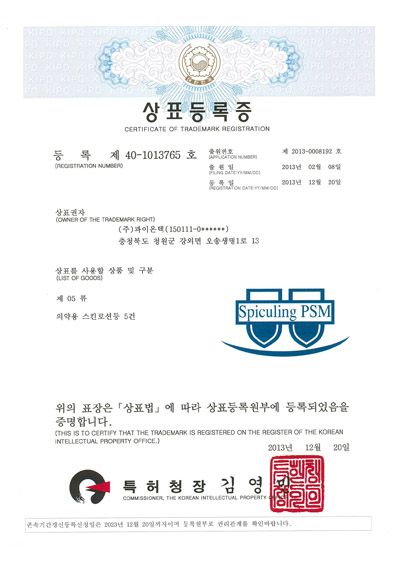 상표등록증
CERTIFICATE OF TRADEMARK REGISTRATION
등 록 제 40-1013765 호
(REGISTRATION NUMBER)
출원번호 제 2013-0008192 호
(APPLICATION NUMBER)
출 원 일 2013년 02월 08일
(FILING DATE:YY/MM/DD)
등 록 일 2013년 12월 20일
(REGISTRATION DATE:YY/MM/DD)
상표권자
(OWNER OF THE TRADEMARK RIGHT)
(주)파이온텍(150111-0******)
충청북도 청원군 강외면 오송생명1로 13
상표를 사용할 상품 및 구분
(LIST OF GOODS)
제 05 류
의약용 스킨로션등 5건
Spiculing PSM
위의 표장은「상표법」에 따라 상표등록원부에 등록되었음을
증명합니다.
(THIS IS TO CERTIFY THAT THE TRADEMARK IS REGISTERED ON THE REGISTER OF THE KOREAN
INTELLECTUAL PROPERTY OFFICE.)
2013년 12월 20일
특허청장 김영민
COMMISSIONER, THE KOREAN INTELLECTUAL PROPERTY
존속기간갱신등록신청일은 2023년 12월 20일까지이며 등록원부로 권리관계를 확인바랍니다.